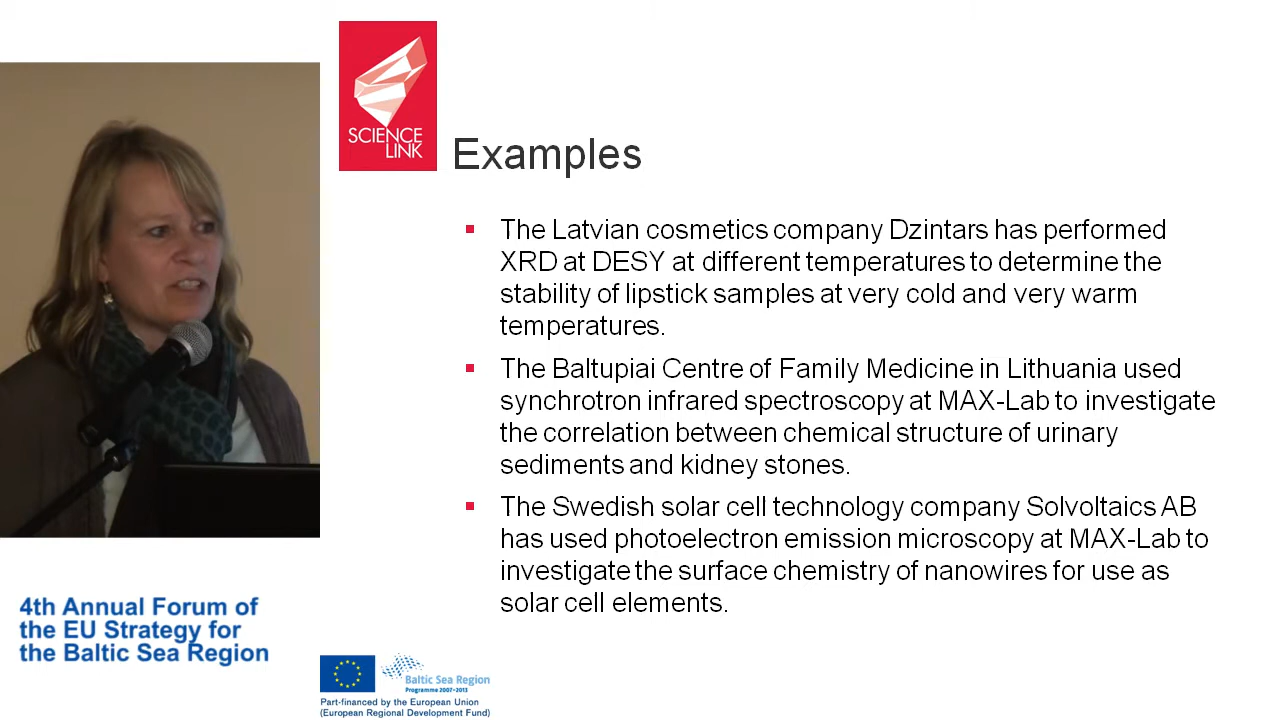 SCIENCE
LINK
Examples
The Latvian cosmetics company Dzintars has performed
XRD at DESY at different temperatures to determine the
stability of lipstick samples at very cold and very warm
temperatures.
The Baltupiai Centre of Family Medicine in Lithuania used
synchrotron infrared spectroscopy at MAX-Lab to investigate
the correlation between chemical structure of urinary
sediments and kidney stones.
The Swedish solar cell technology company Solvoltaics AB
has used photoelectron emission microscopy at MAX-Lab to
investigate the surface chemistry of nanowires for use as
solar cell elements.
4th Annual Forum of
the EU Strategy for
the Baltic Sea Region
Baltic Sea Region
Programme 2007-2013
Part-financed by the European Union
(European Regional Development Fund)